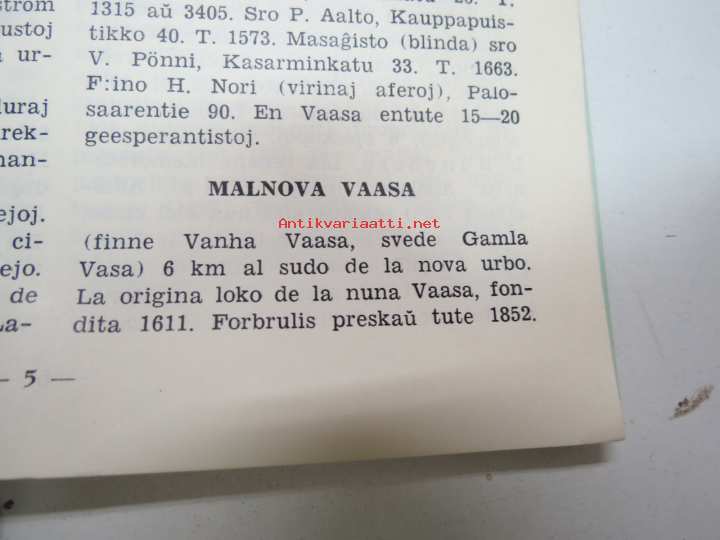 strom
ustoj
ur-
luraj
rek-
nan-
ejoj.
ci-
ejo.
de
La-
1315 aŭ 3405. Sro P. Aalto, Kauppapuis-
tikko 40. T. 1573. Masaĝisto (blinda) sro
V. Pönni, Kasarminkatu 33. T. 1663.
F:ino H. Nori (virinaj aferoj), Palo-
saarentie 90. En Vaasa entute 15—20
geesperantistoj.
MALNOVA VAASA
Antikvariaatti.net
(finne Vanha Vaasa, svede Gamla
Vasa) 6 km al sudo de la nova urbo.
La origina loko de la nuna Vaasa, fon-
dita 1611. Forbrulis preskaŭ tute 1852.
— 5 —